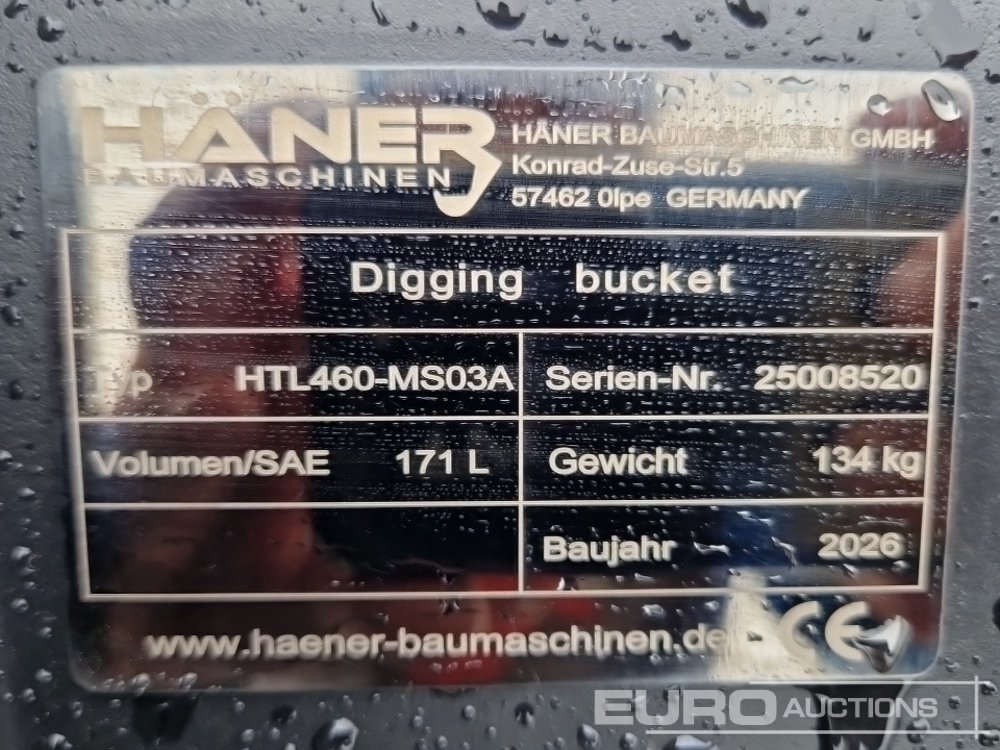 HÄNER
BAUMASCHINEN
HÄNER BAUMASCHINEN GMBH
Konrad-Zuse-Str.5
57462 Olpe GERMANY
Digging bucket
Typ HTL460-MS03A
Serien-Nr. 25008520
Volumen/SAE 171 L
Gewicht 134 kg
Baujahr 2026
www.haener-baumaschinen.de
CE
EURO AUCTIONS